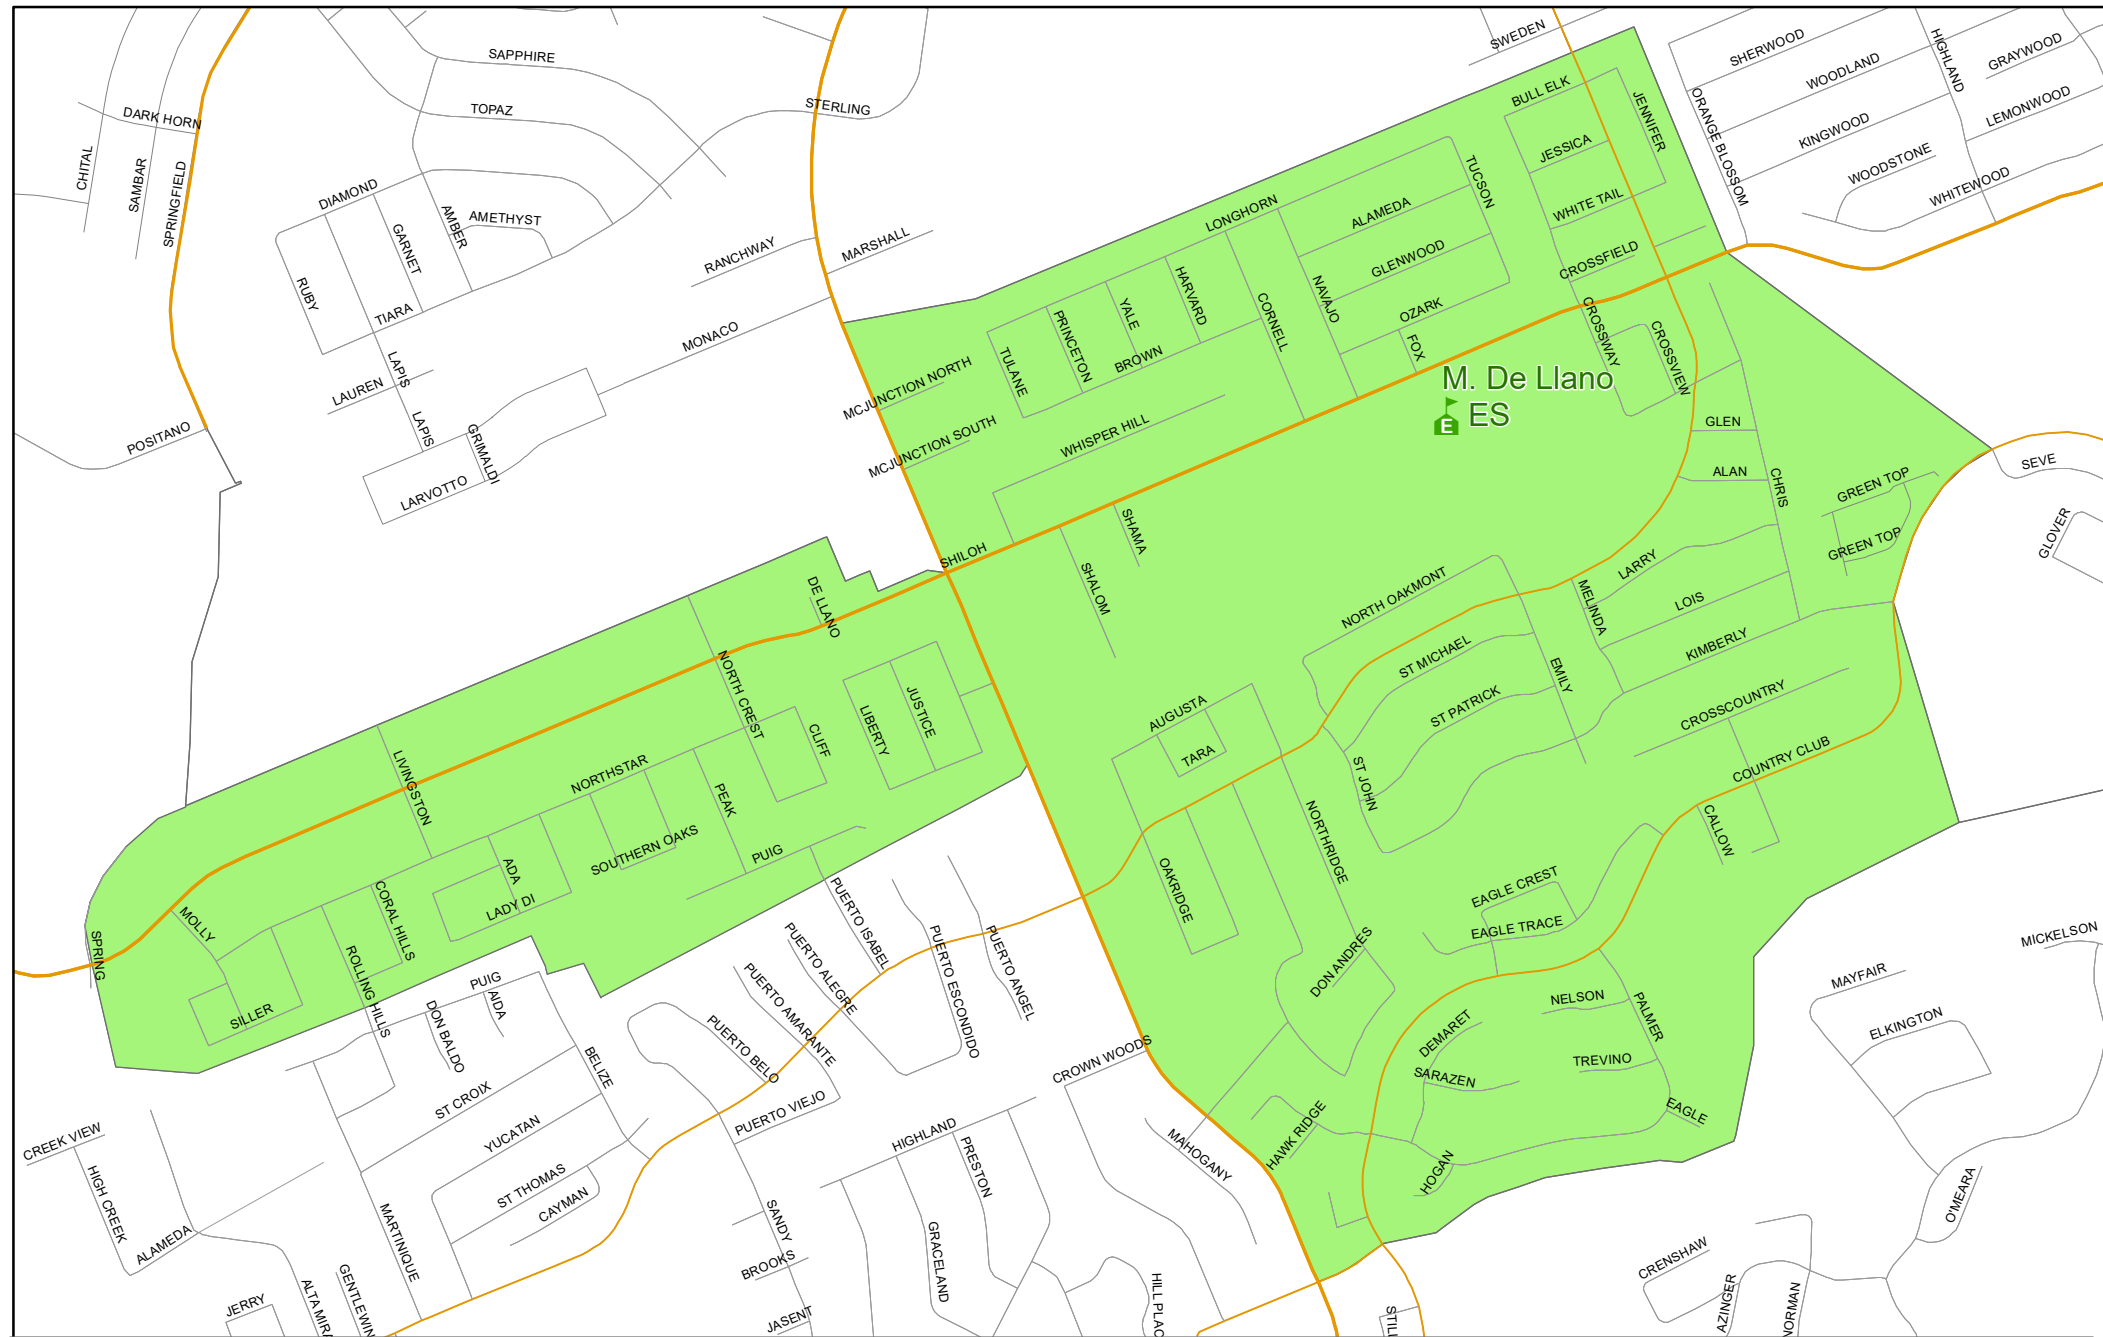 SWEDEN
SHERWOOD
HIGHLAND
GRAYWOOD
SAPPHIRE
WOODLAND
BULL ELK
JENNIFER
ORANGE BLOSSOM
LEMONWOOD
DARK HORN
TOPAZ
STERLING
KINGWOOD
CHITAL
SAMBAR
SPRINGFIELD
JESSICA
WOODSTONE
DIAMOND
TUCSON
WHITEWOOD
AMBER
AMETHYST
LONGHORN
ALAMEDA
WHITE TAIL
GARNET
RANCHWAY
MARSHALL
GLENWOOD
CROSSFIELD
RUBY
TIARA
HARVARD
NAVAJO
YALE
CORNELL
OZARK
CROSSWAY
MONACO
PRINCETON
FOX
CROSSVIEW
LAPIS
LAUREN
MCJUNCTION NORTH
TULANE
BROWN
M. De Llano
ES
E
LAPIS
GRIMALDI
POSITANO
MCJUNCTION SOUTH
WHISPER HILL
GLEN
LARVOTTO
ALAN
CHRIS
GREEN TOP
SEVE
GREEN TOP
GLOVER
SHAMA
SHILOH
SHALOM
LARRY
NORTH OAKMONT
MELINDA
LOIS
DE LLANO
KIMBERLY
ST MICHAEL
EMILY
NORTH CREST
ST PATRICK
CROSSCOUNTRY
JUSTICE
LIBERTY
CLIFF
AUGUSTA
TARA
COUNTRY CLUB
LIVINGSTON
NORTHSTAR
PEAK
ST JOHN
NORTHRIDGE
CALLOW
SOUTHERN OAKS
PUIG
ADA
LADY DI
OAKRIDGE
EAGLE CREST
CORAL HILLS
EAGLE TRACE
MOLLY
PUERTO ISABEL
SPRING
ROLLING HILLS
PUERTO ALEGRE
PUERTO ESCONDIDO
PUERTO ANGEL
DON ANDRES
MICKELSON
MAYFAIR
PUIG
AIDA
PUERTO AMARANTE
NELSON
PALMER
SILLER
DON BALDO
DEMARET
ELKINGTON
PUERTO BELO
CROWN WOODS
TREVINO
BELIZE
SARAZEN
ST CROIX
PUERTO VIEJO
EAGLE
CREEK VIEW
YUCATAN
HIGHLAND
HAWK RIDGE
HIGH CREEK
PRESTON
MAHOGANY
HOGAN
ST THOMAS
CAYMAN
O'MEARA
MARTINIQUE
SANDY
ALAMEDA
GRACELAND
BROOKS
CRENSHAW
ALTA MIRA
GENTLEWIN
HILL PLAC
AZINGER
NORMAN
JERRY
JASENT
STILL